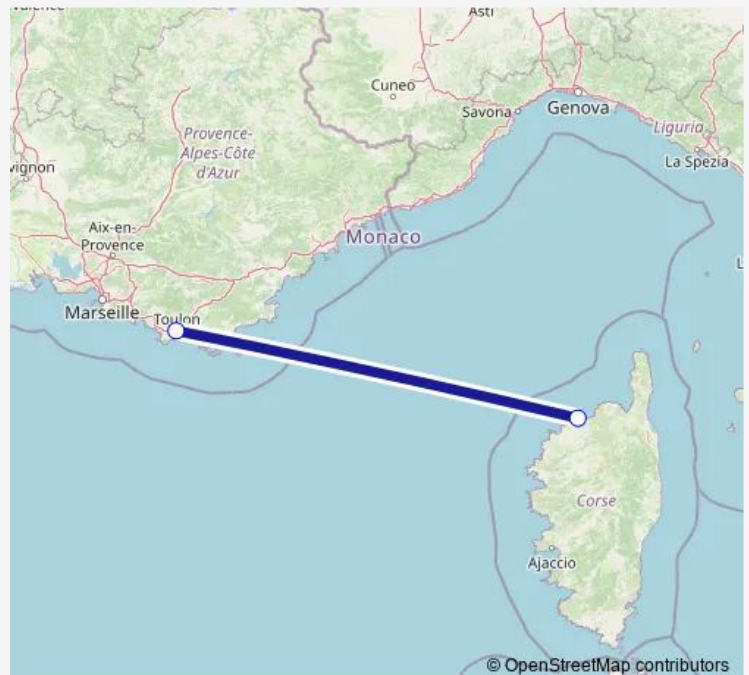 Asti
Cuneo
Savona
Genova
Provence-
Alpes-Côte
d'Azur
Liguria
La Spezia
vignon
Aix-en-
Provence
Monaco
Marseille
Toulon
L
Corse
Ajaccio
© OpenStreetMap contributors